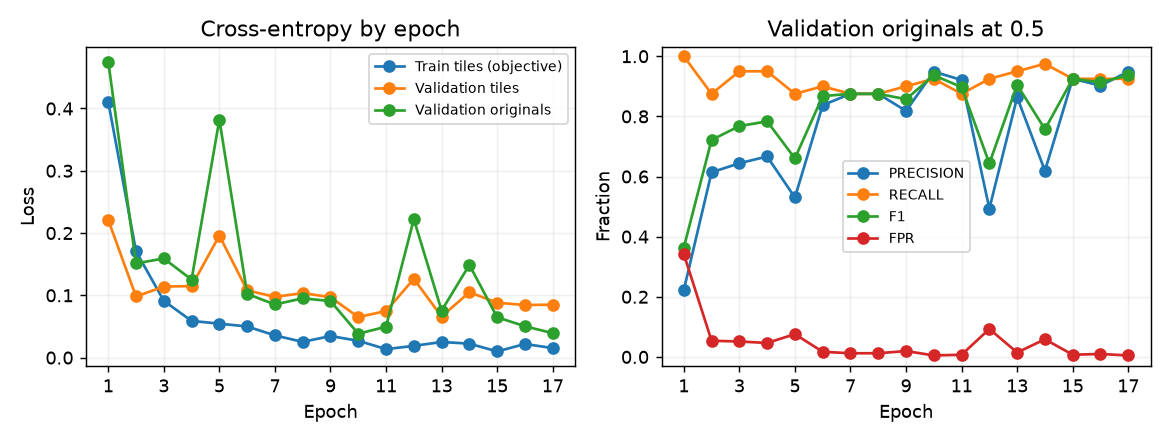 Cross-entropy by epoch
Loss
0.4
0.3
0.2
0.1
0.0
Train tiles (objective)
Validation tiles
Validation originals
1 3 5 7 9 11 13 15 17
Epoch
Validation originals at 0.5
Fraction
1.0
0.8
0.6
0.4
0.2
0.0
PRECISION
RECALL
F1
FPR
1 3 5 7 9 11 13 15 17
Epoch